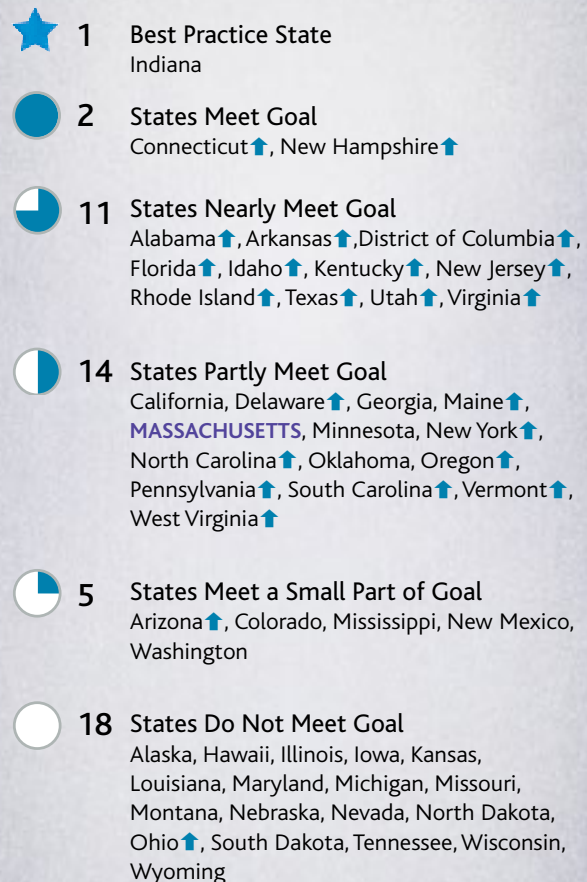 1 Best Practice State
Indiana
2 States Meet Goal
Connecticut⬆, New Hampshire⬆
11 States Nearly Meet Goal
Alabama⬆, Arkansas⬆,District of Columbia⬆,
Florida⬆, Idaho⬆, Kentucky⬆, New Jersey⬆,
Rhode Island⬆, Texas⬆, Utah⬆, Virginia⬆
14 States Partly Meet Goal
California, Delaware⬆, Georgia, Maine⬆,
MASSACHUSETTS, Minnesota, New York⬆,
North Carolina⬆, Oklahoma, Oregon⬆,
Pennsylvania⬆, South Carolina⬆, Vermont⬆,
West Virginia⬆
5 States Meet a Small Part of Goal
Arizona⬆, Colorado, Mississippi, New Mexico,
Washington
18 States Do Not Meet Goal
Alaska, Hawaii, Illinois, Iowa, Kansas,
Louisiana, Maryland, Michigan, Missouri,
Montana, Nebraska, Nevada, North Dakota,
Ohio⬆, South Dakota, Tennessee, Wisconsin,
Wyoming